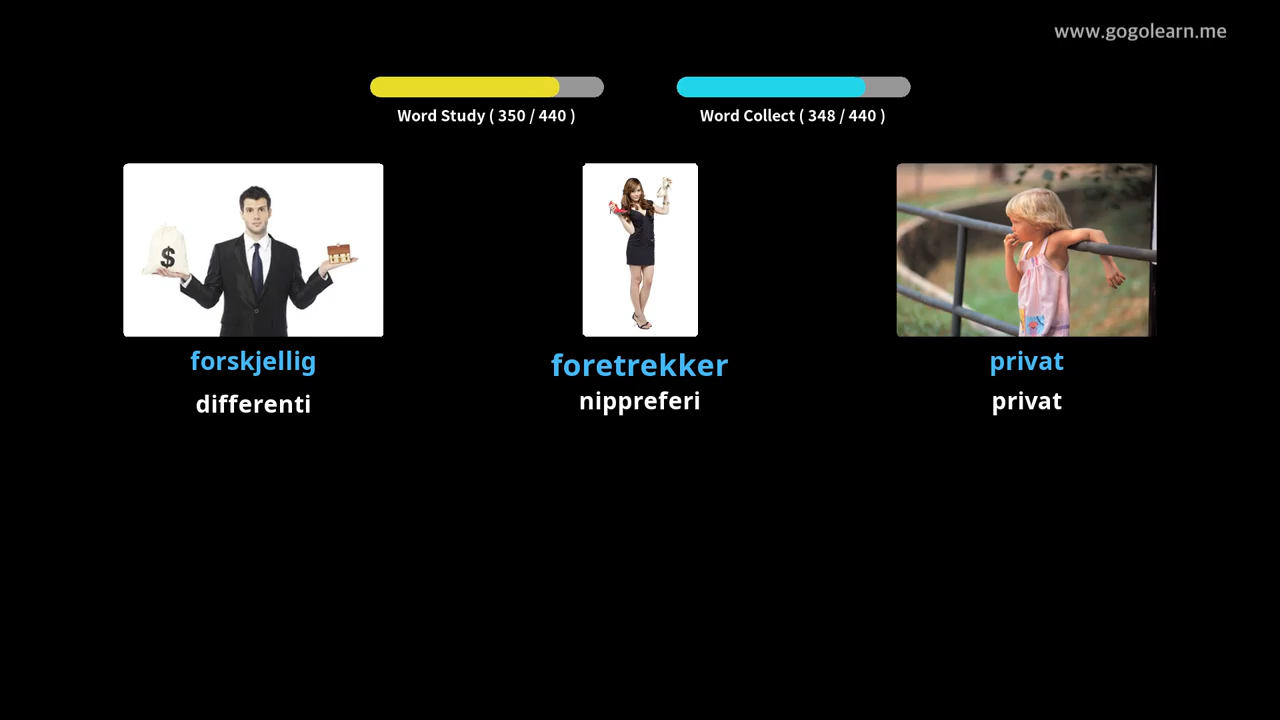 www.gogolearn.me
Word Study ( 350 / 440 )
Word Collect ( 348 / 440 )
$
forskjellig
foretrekker
privat
differenti
nippreferi
privat